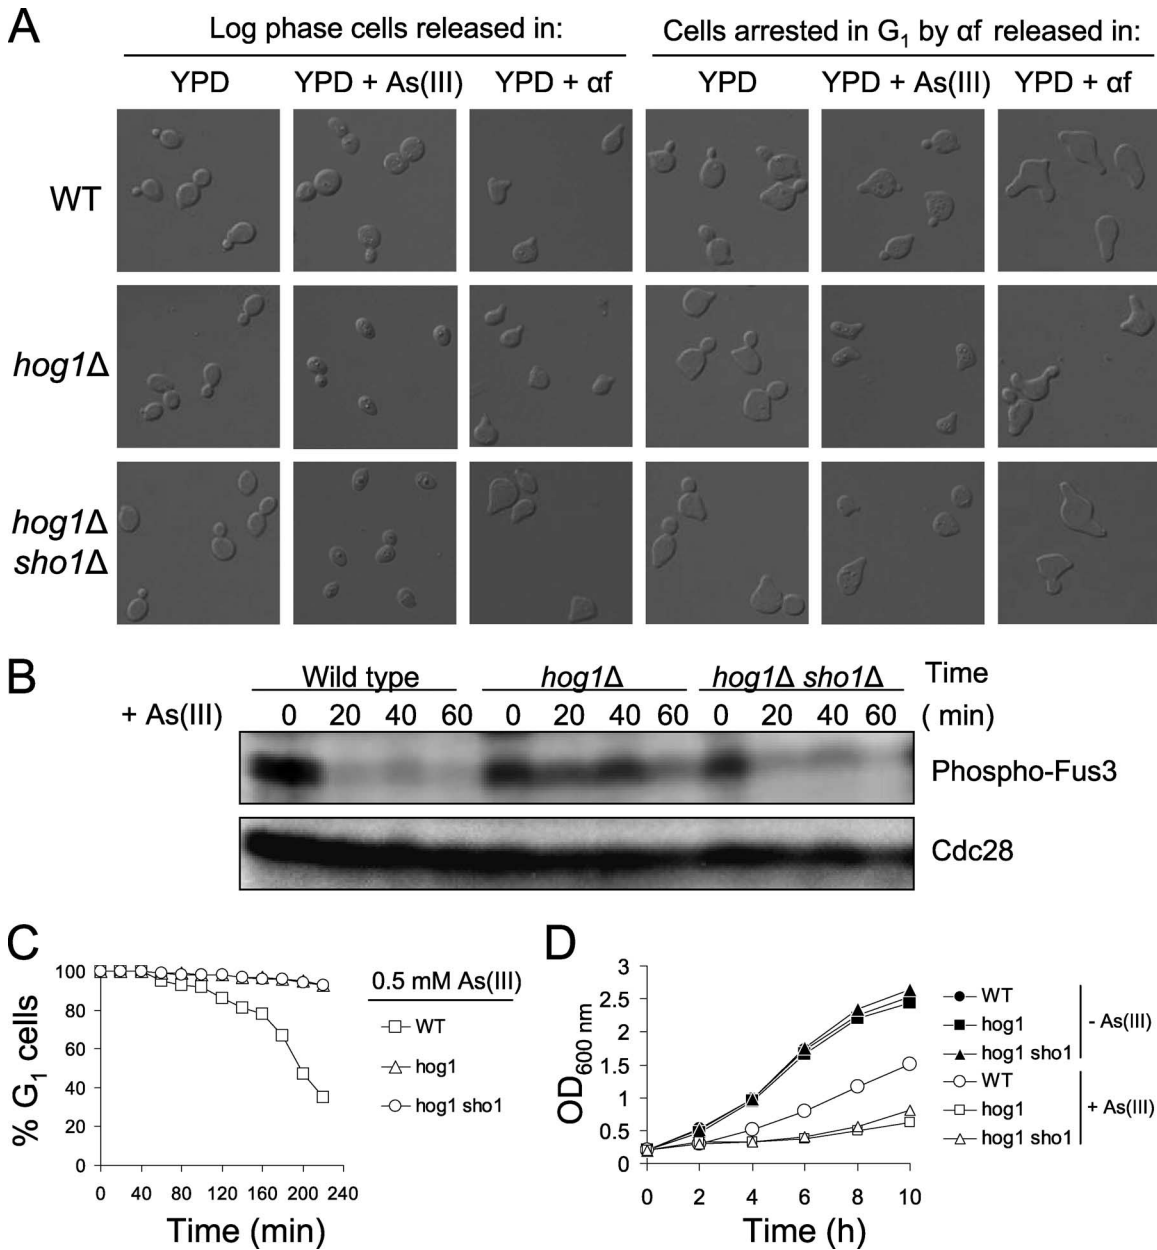 A
Log phase cells released in:
Cells arrested in G1 by αf released in:
YPD
YPD + As(III)
YPD + αf
YPD
YPD + As(III)
YPD + αf
WT
hog1Δ
hog1Δ
sho1Δ
B
Wild type
hog1Δ
hog1Δ sho1Δ
Time
+ As(III)
0 20 40 60 0 20 40 60 0 20 40 60
( min)
Phospho-Fus3
Cdc28
C
% G1 cells
100
80
60
40
20
0
0 40 80 120 160 200 240
Time (min)
0.5 mM As(III)
WT
hog1
hog1 sho1
D
OD600 nm
3
2.5
2
1.5
1
0.5
0
0 2 4 6 8 10
Time (h)
WT
hog1
hog1 sho1
- As(III)
WT
hog1
hog1 sho1
+ As(III)